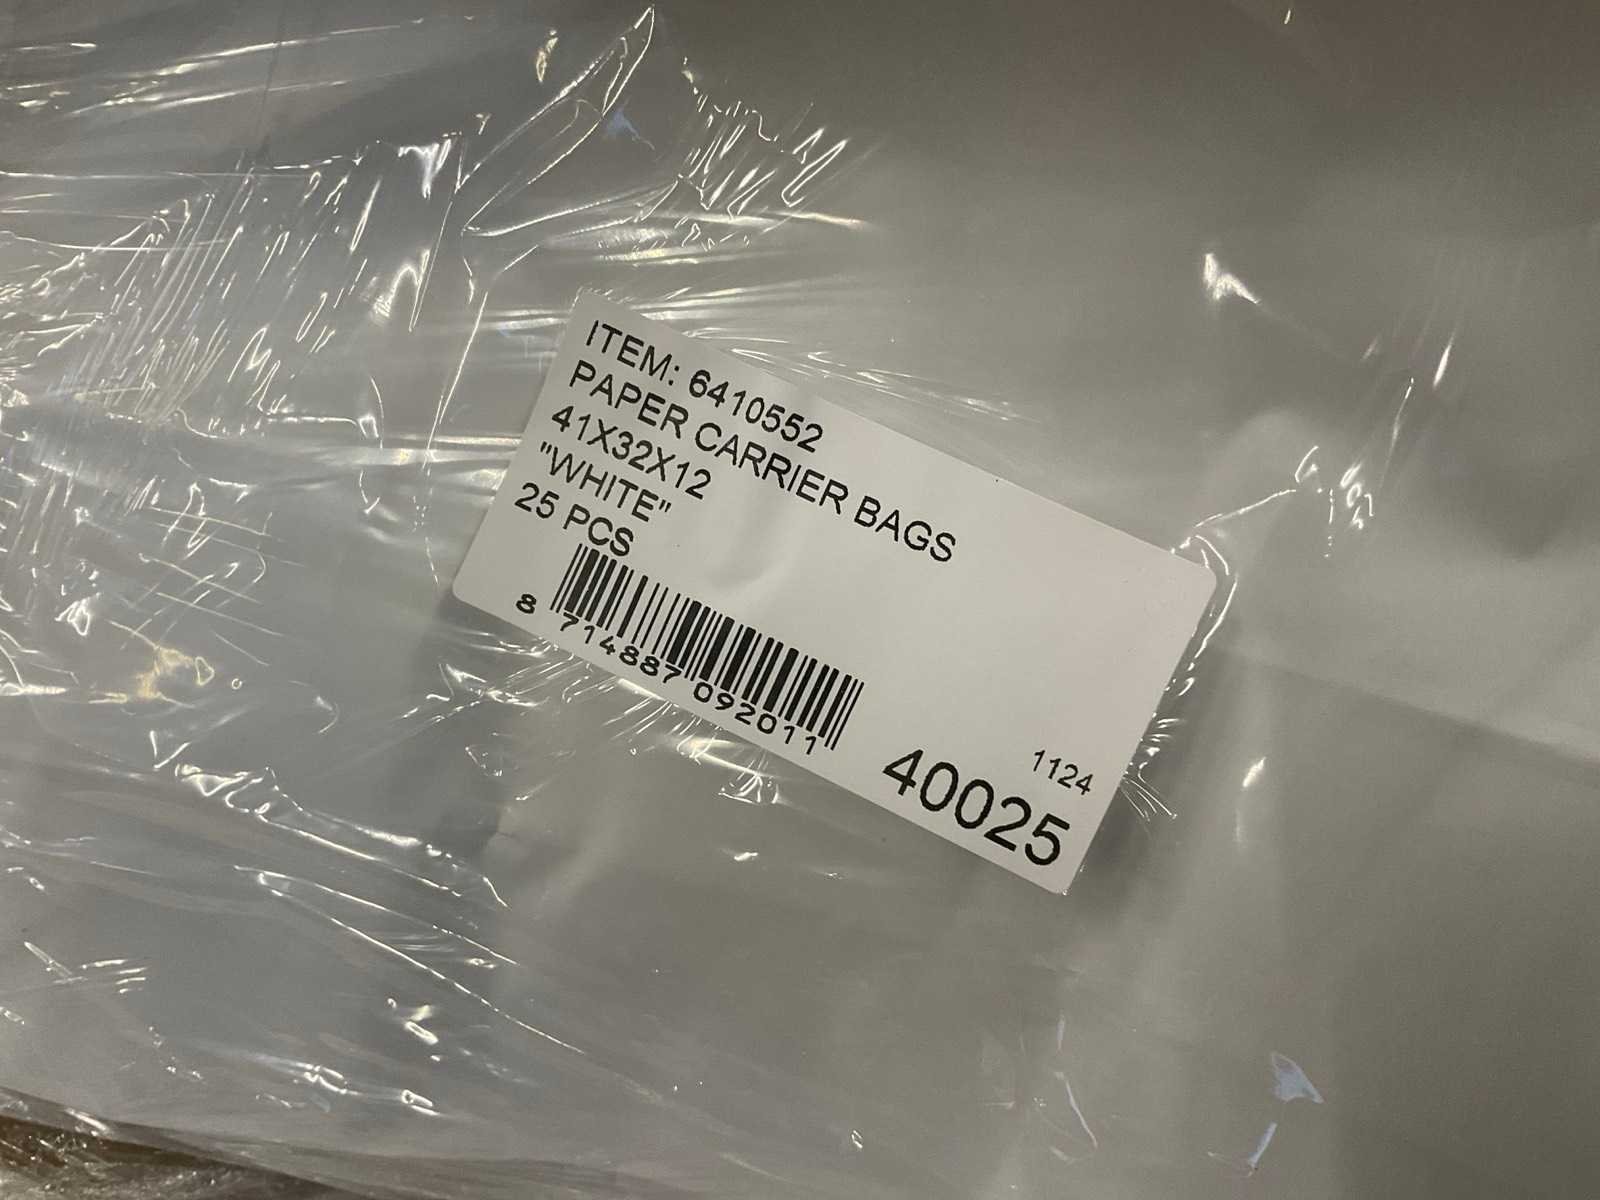 ITEM: 6410552
PAPER CARRIER BAGS
41X32X12
"WHITE"
25 PCS
8 714887 092011
1124
40025